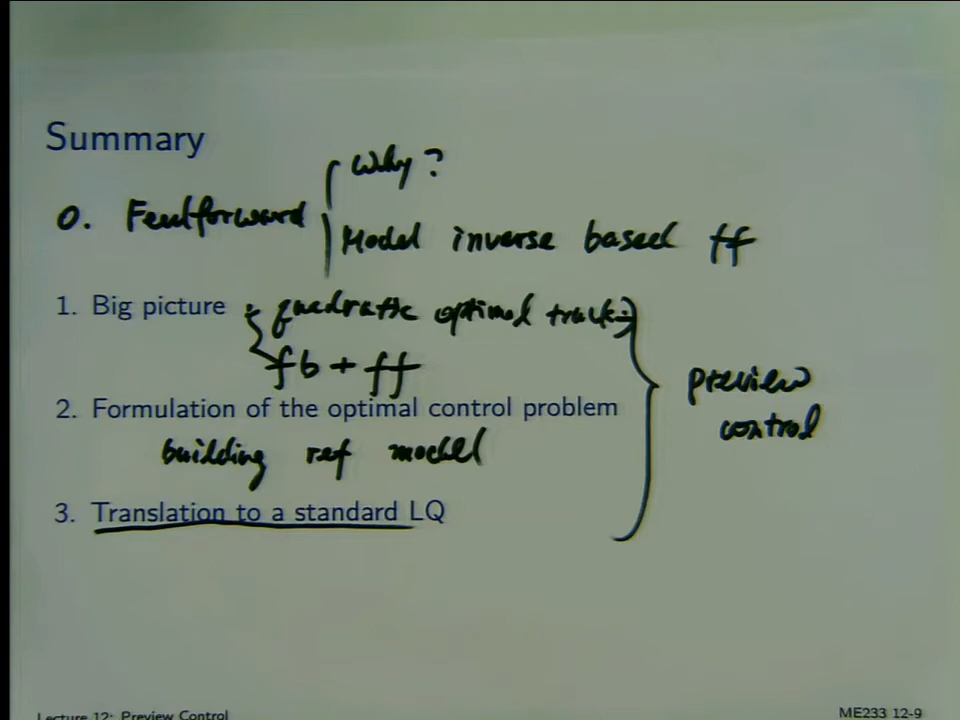 Summary
0. Feedforward { Why?
Model inverse based ff
1. Big picture quadratic optimal tracking
fb + ff
preview
2. Formulation of the optimal control problem
control
building ref model
3. Translation to a standard LQ
Lecture 12: Preview Control ME233 12-9